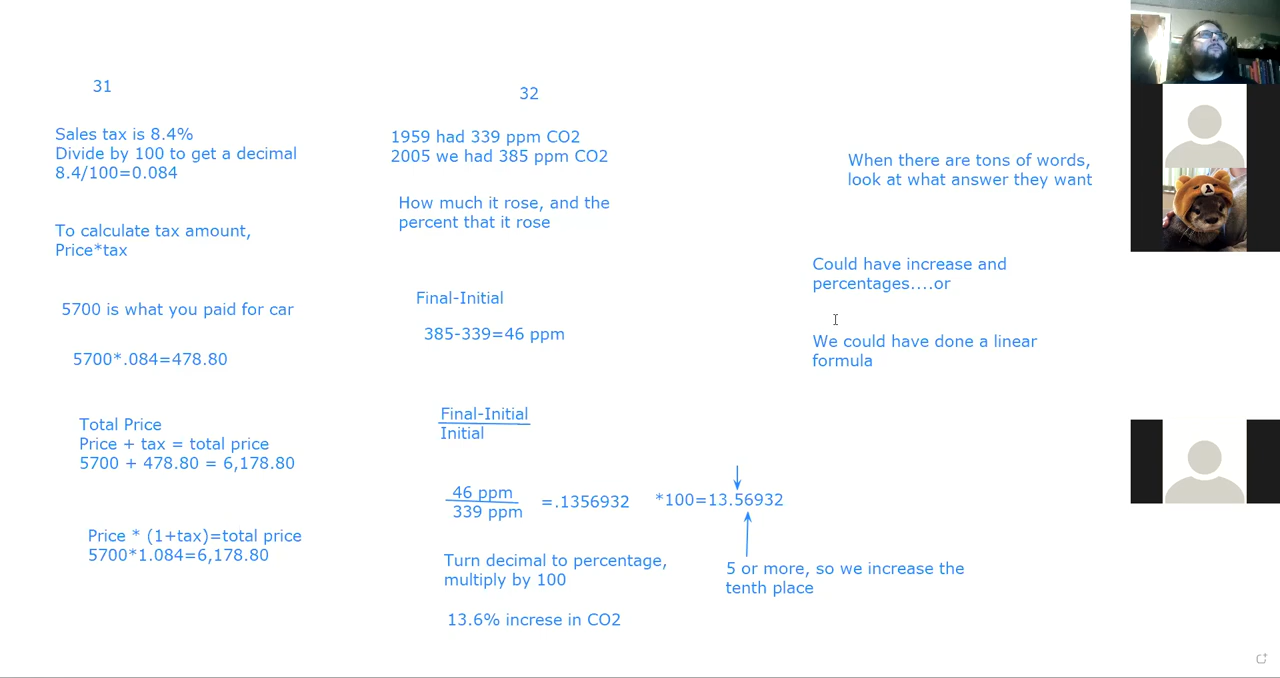 31
Sales tax is 8.4%
Divide by 100 to get a decimal
8.4/100=0.084
To calculate tax amount,
Price*tax
5700 is what you paid for car
5700*.084=478.80
Total Price
Price + tax = total price
5700 + 478.80 = 6,178.80
Price * (1+tax)=total price
5700*1.084=6,178.80
32
1959 had 339 ppm CO2
2005 we had 385 ppm CO2
How much it rose, and the
percent that it rose
Final-Initial
385-339=46 ppm
Final-Initial
Initial
46 ppm
339 ppm
=.1356932
*100=13.56932
Turn decimal to percentage,
multiply by 100
13.6% increse in CO2
5 or more, so we increase the
tenth place
When there are tons of words,
look at what answer they want
Could have increase and
percentages....or
We could have done a linear
formula